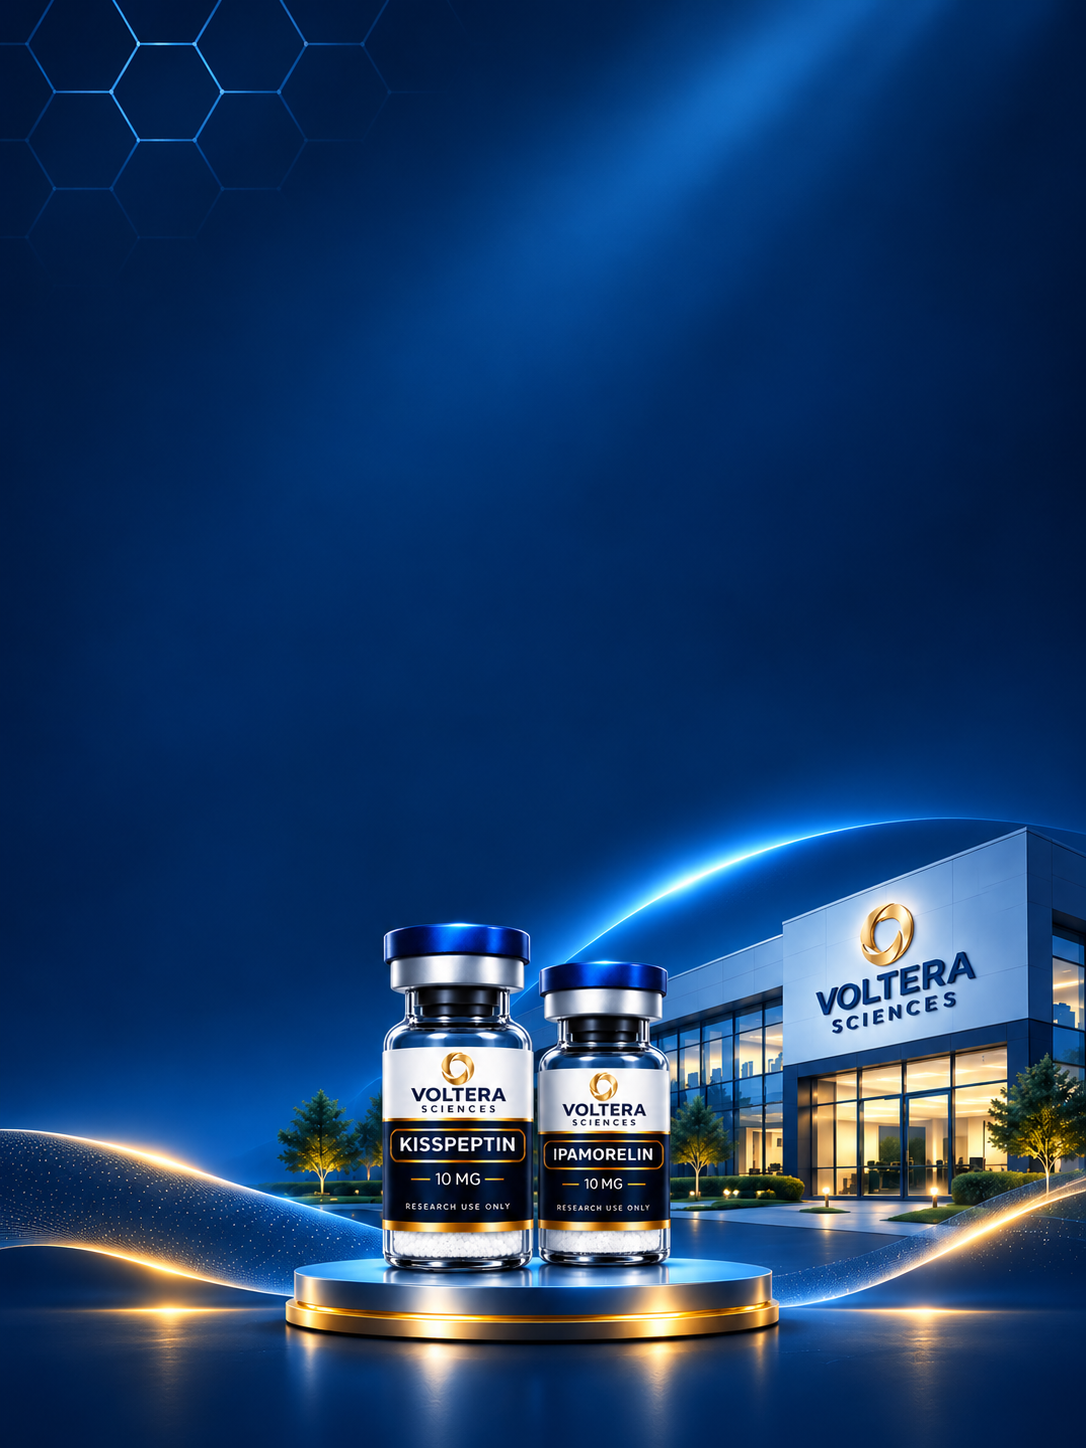 VOLTERA
SCIENCES
VOLTERA
SCIENCES
KISSPEPTIN
10 MG
RESEARCH USE ONLY
VOLTERA
SCIENCES
IPAMORELIN
10 MG
RESEARCH USE ONLY